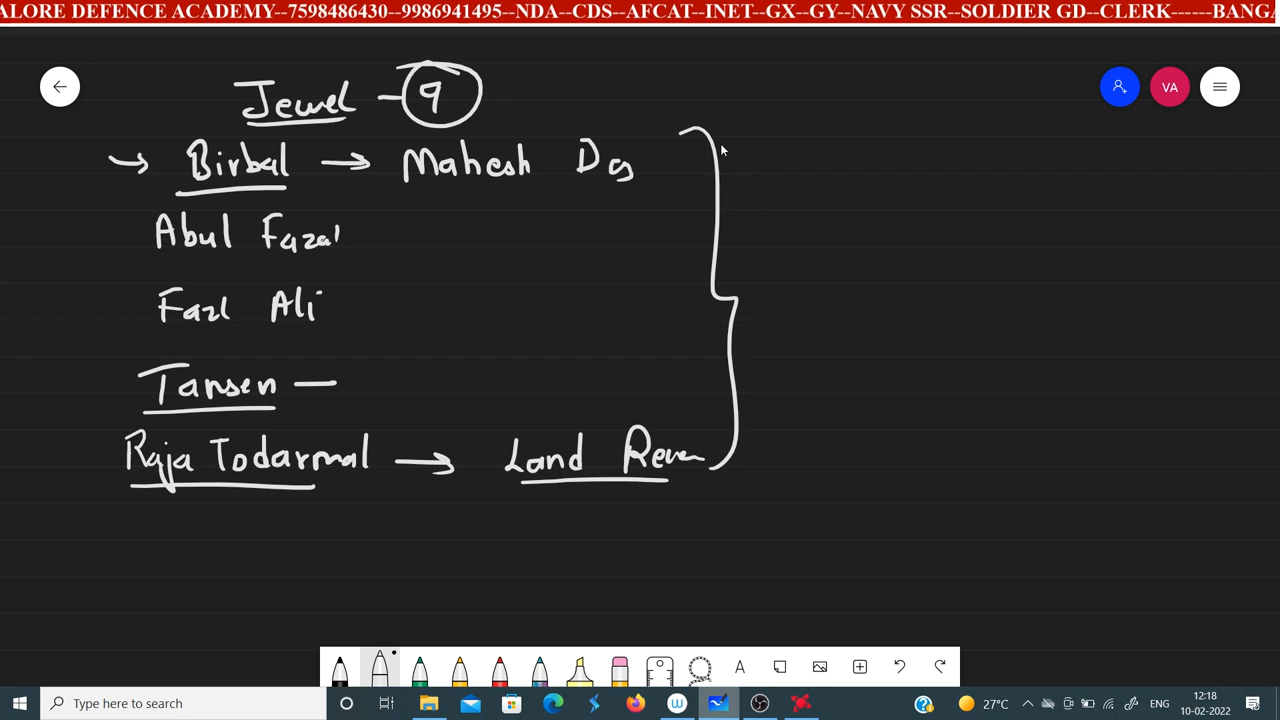 ALORE DEFENCE ACADEMY--7598486430--9986941495--NDA--CDS--AFCAT--INET--GX--GY--NAVY SSR--SOLDIER GD--CLERK------BANGA
Jewel - 9
VA
→ Birbal → Mahesh Das
Abul Fazal
Fazl Ali
Tansen —
Raja Todarmal → Land Reven
A
Type here to search
27°C
ENG
12:18
10-02-2022